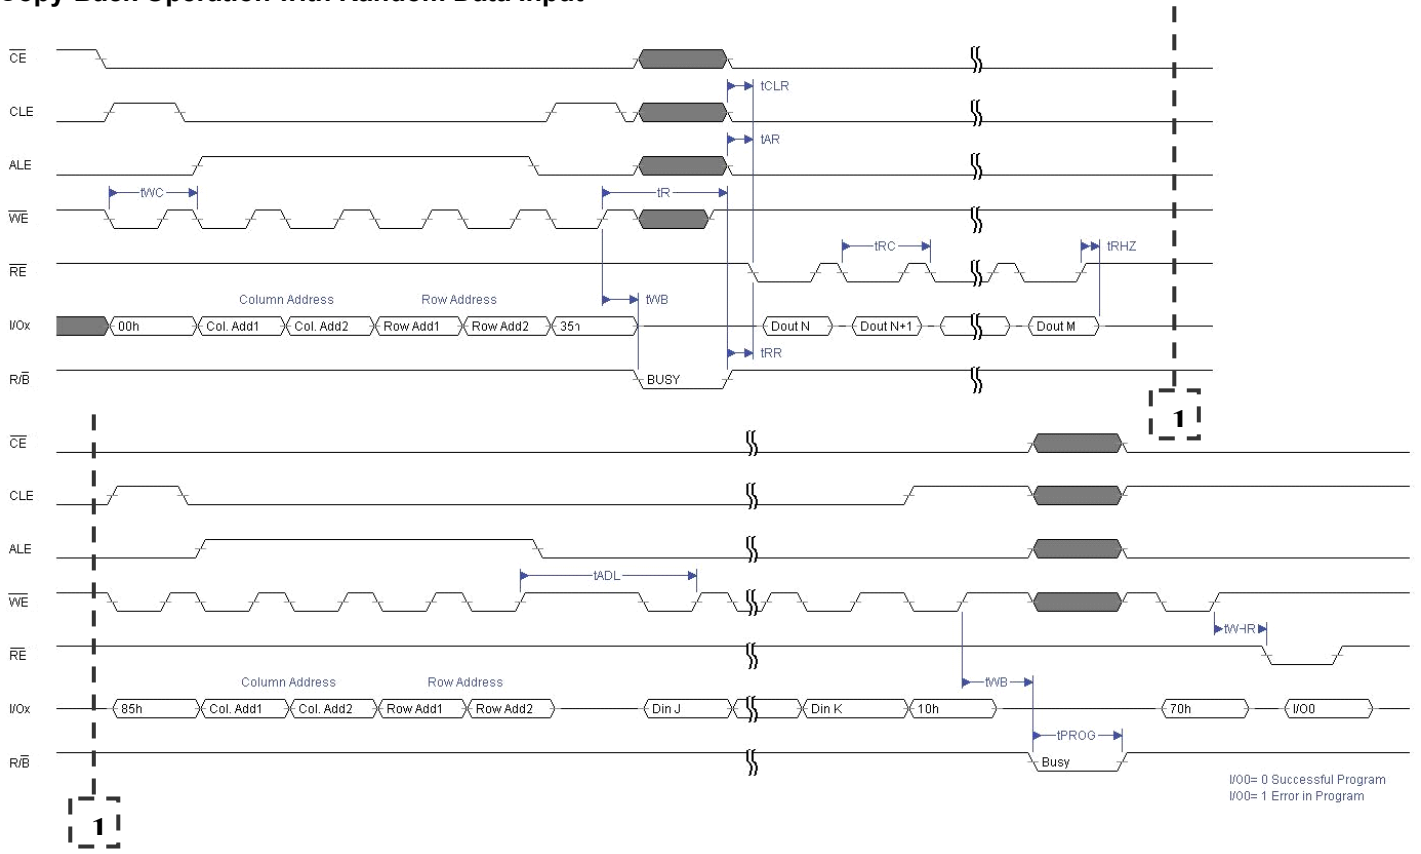 Copy-Back Operation with Random Data Input
CE
tCLR
CLE
tAR
ALE
tWC
tR
WE
tRC
tRHZ
RE
Column Address
Row Address
tWB
I/Ox
00h
Col. Add1
Col. Add2
Row Add1
Row Add2
35h
Dout N
Dout N+1
Dout M
tRR
R/B
BUSY
1
CE
CLE
ALE
tADL
WE
tWHR
RE
Column Address
Row Address
tWB
I/Ox
85h
Col. Add1
Col. Add2
Row Add1
Row Add2
Din J
Din K
10h
70h
I/O0
tPROG
R/B
Busy
I/O0= 0 Successful Program
I/O0= 1 Error in Program
1